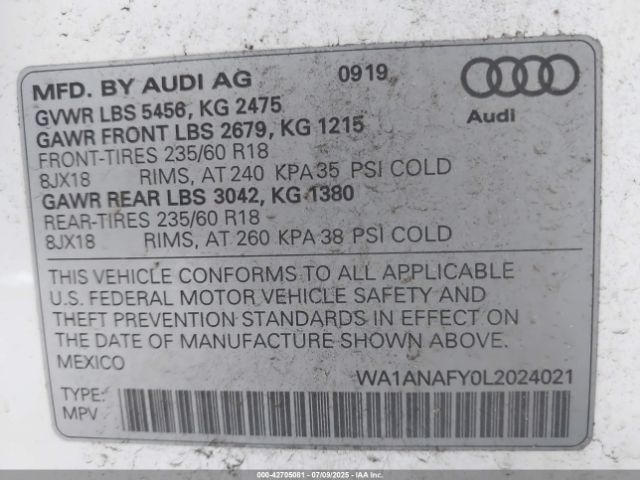 MFD. BY AUDI AG 0919
GVWR LBS 5456, KG 2475
GAWR FRONT LBS 2679, KG 1215
FRONT-TIRES 235/60 R18
8JX18 RIMS, AT 240 KPA 35 PSI COLD
GAWR REAR LBS 3042, KG 1380
REAR-TIRES 235/60 R18
8JX18 RIMS, AT 260 KPA 38 PSI COLD
Audi
THIS VEHICLE CONFORMS TO ALL APPLICABLE
U.S. FEDERAL MOTOR VEHICLE SAFETY AND
THEFT PREVENTION STANDARDS IN EFFECT ON
THE DATE OF MANUFACTURE SHOWN ABOVE.
MEXICO
WA1ANAFY0L2024021
TYPE:
MPV
000-42705081 | 07/09/2025 - IAAI.COM